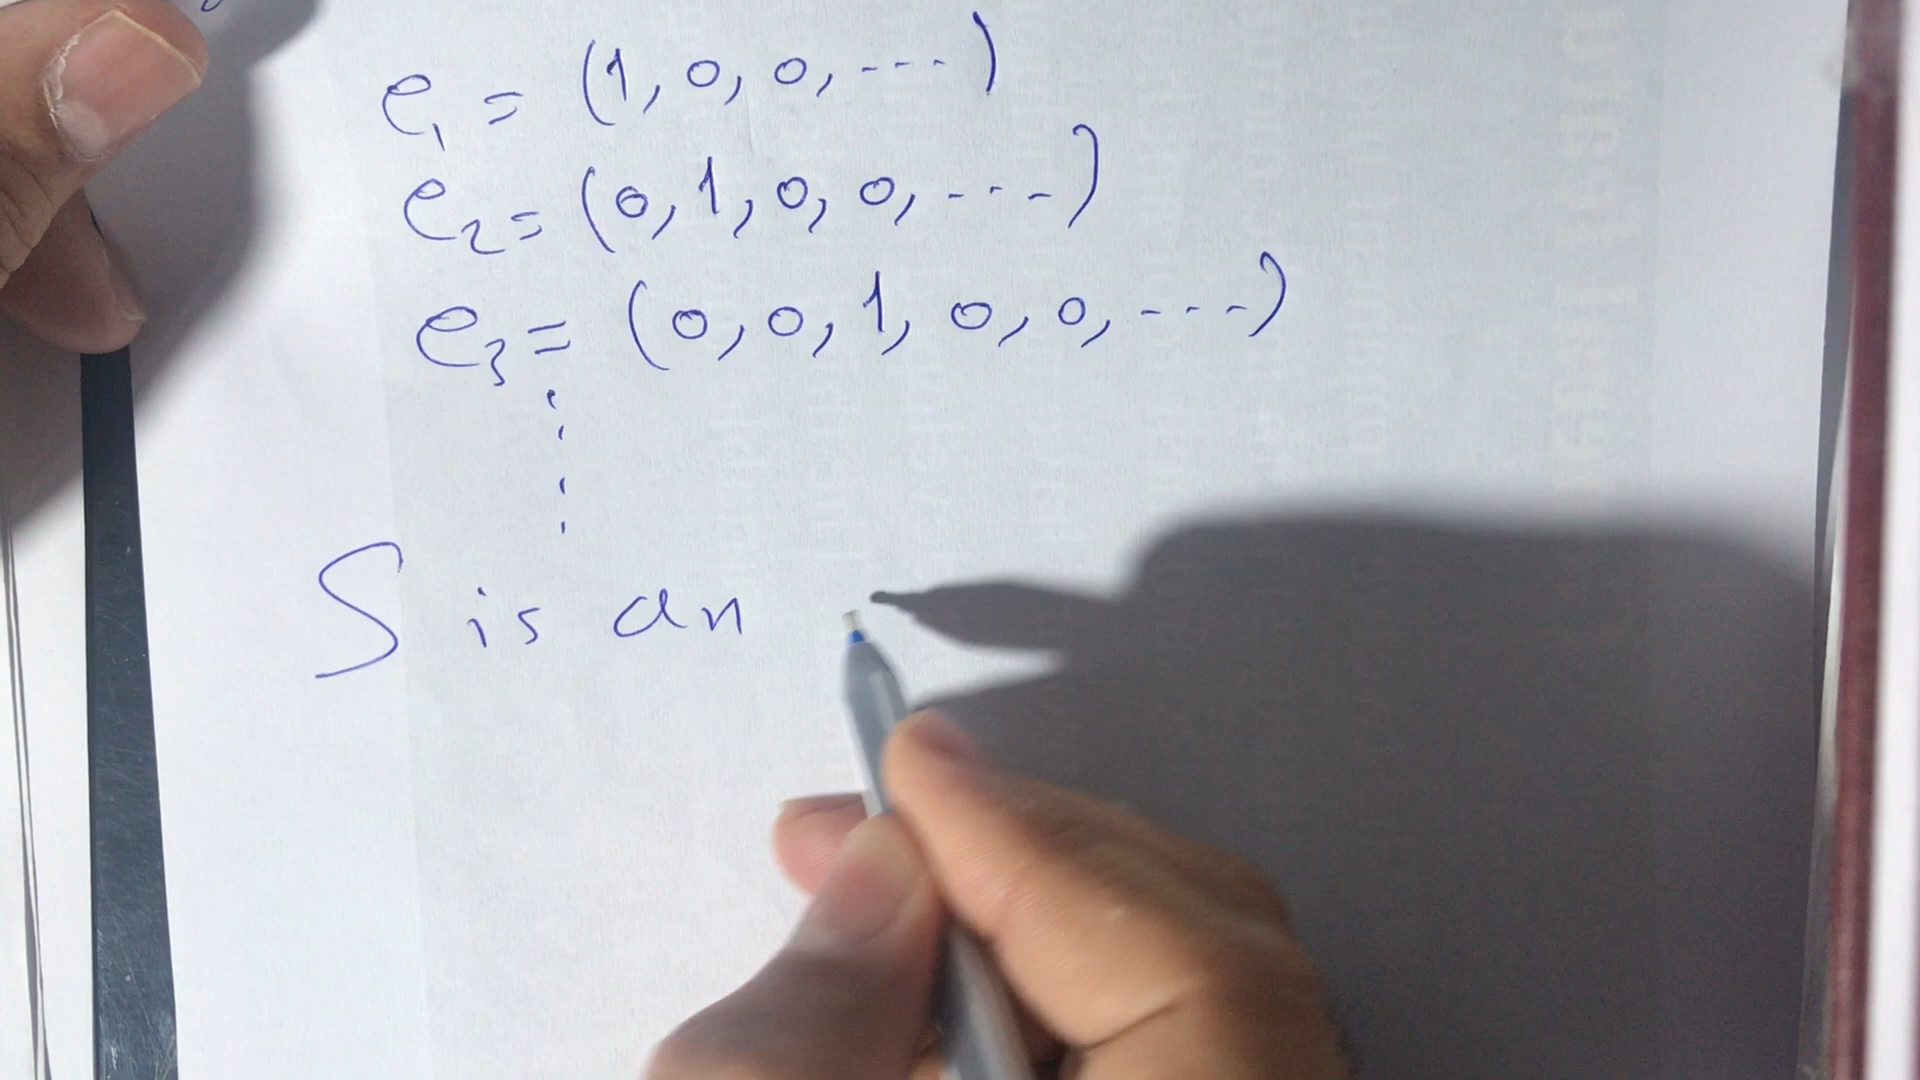 e₁ = (1, 0, 0, ---)
e₂ = (0, 1, 0, 0, ---)
e₃ = (0, 0, 1, 0, 0, ---)
S is an